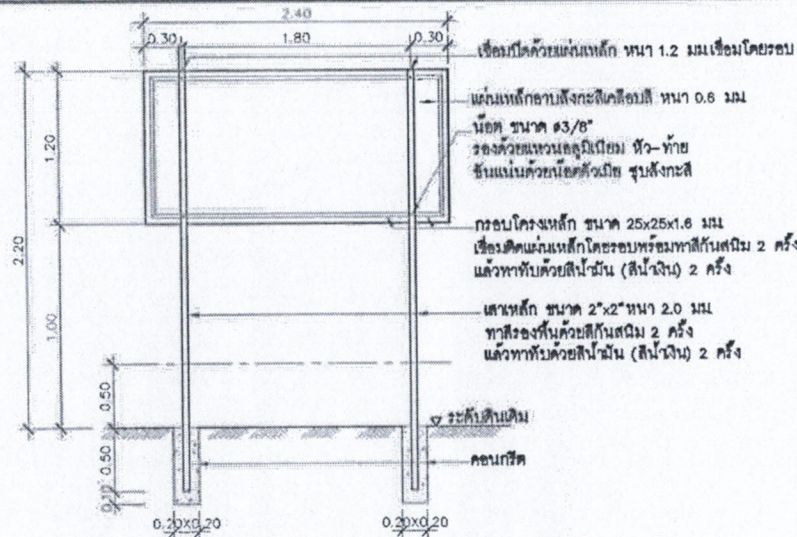 2.40
0.30 1.80 0.30
เชื่อมปิดด้วยแผ่นเหล็ก หนา 1.2 มม.เชื่อมโดยรอบ
แผ่นเหล็กอาบสังกะสีเคลือบสี หนา 0.6 มม.
น๊อต ขนาด ø3/8"
รองด้วยแหวนอลูมิเนียม หัว-ท้าย
ขันแน่นด้วยน๊อตตัวเมีย ชุบสังกะสี
1.20
กรอบโครงเหล็ก ขนาด 25x25x1.6 มม.
เชื่อมติดแผ่นเหล็กโดยรอบพร้อมทาสีกันสนิม 2 ครั้ง
แล้วทาทับด้วยสีน้ำมัน (สีน้ำเงิน) 2 ครั้ง
2.20
1.00
เสาเหล็ก ขนาด 2"x2"หนา 2.0 มม.
ทาสีรองพื้นด้วยสีกันสนิม 2 ครั้ง
แล้วทาทับด้วยสีน้ำมัน (สีน้ำเงิน) 2 ครั้ง
0.50
ระดับดินเดิม
0.50
คอนกรีต
0.10
0.20X0.20 0.20X0.20